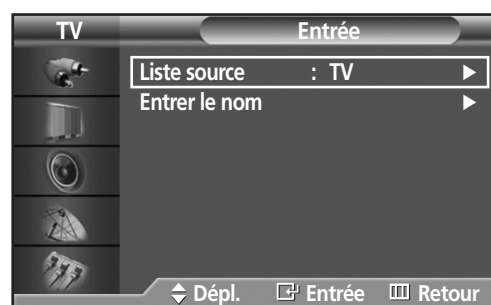 TV Entrée
Liste source : TV
Entrer le nom
Dépl. Entrée Retour